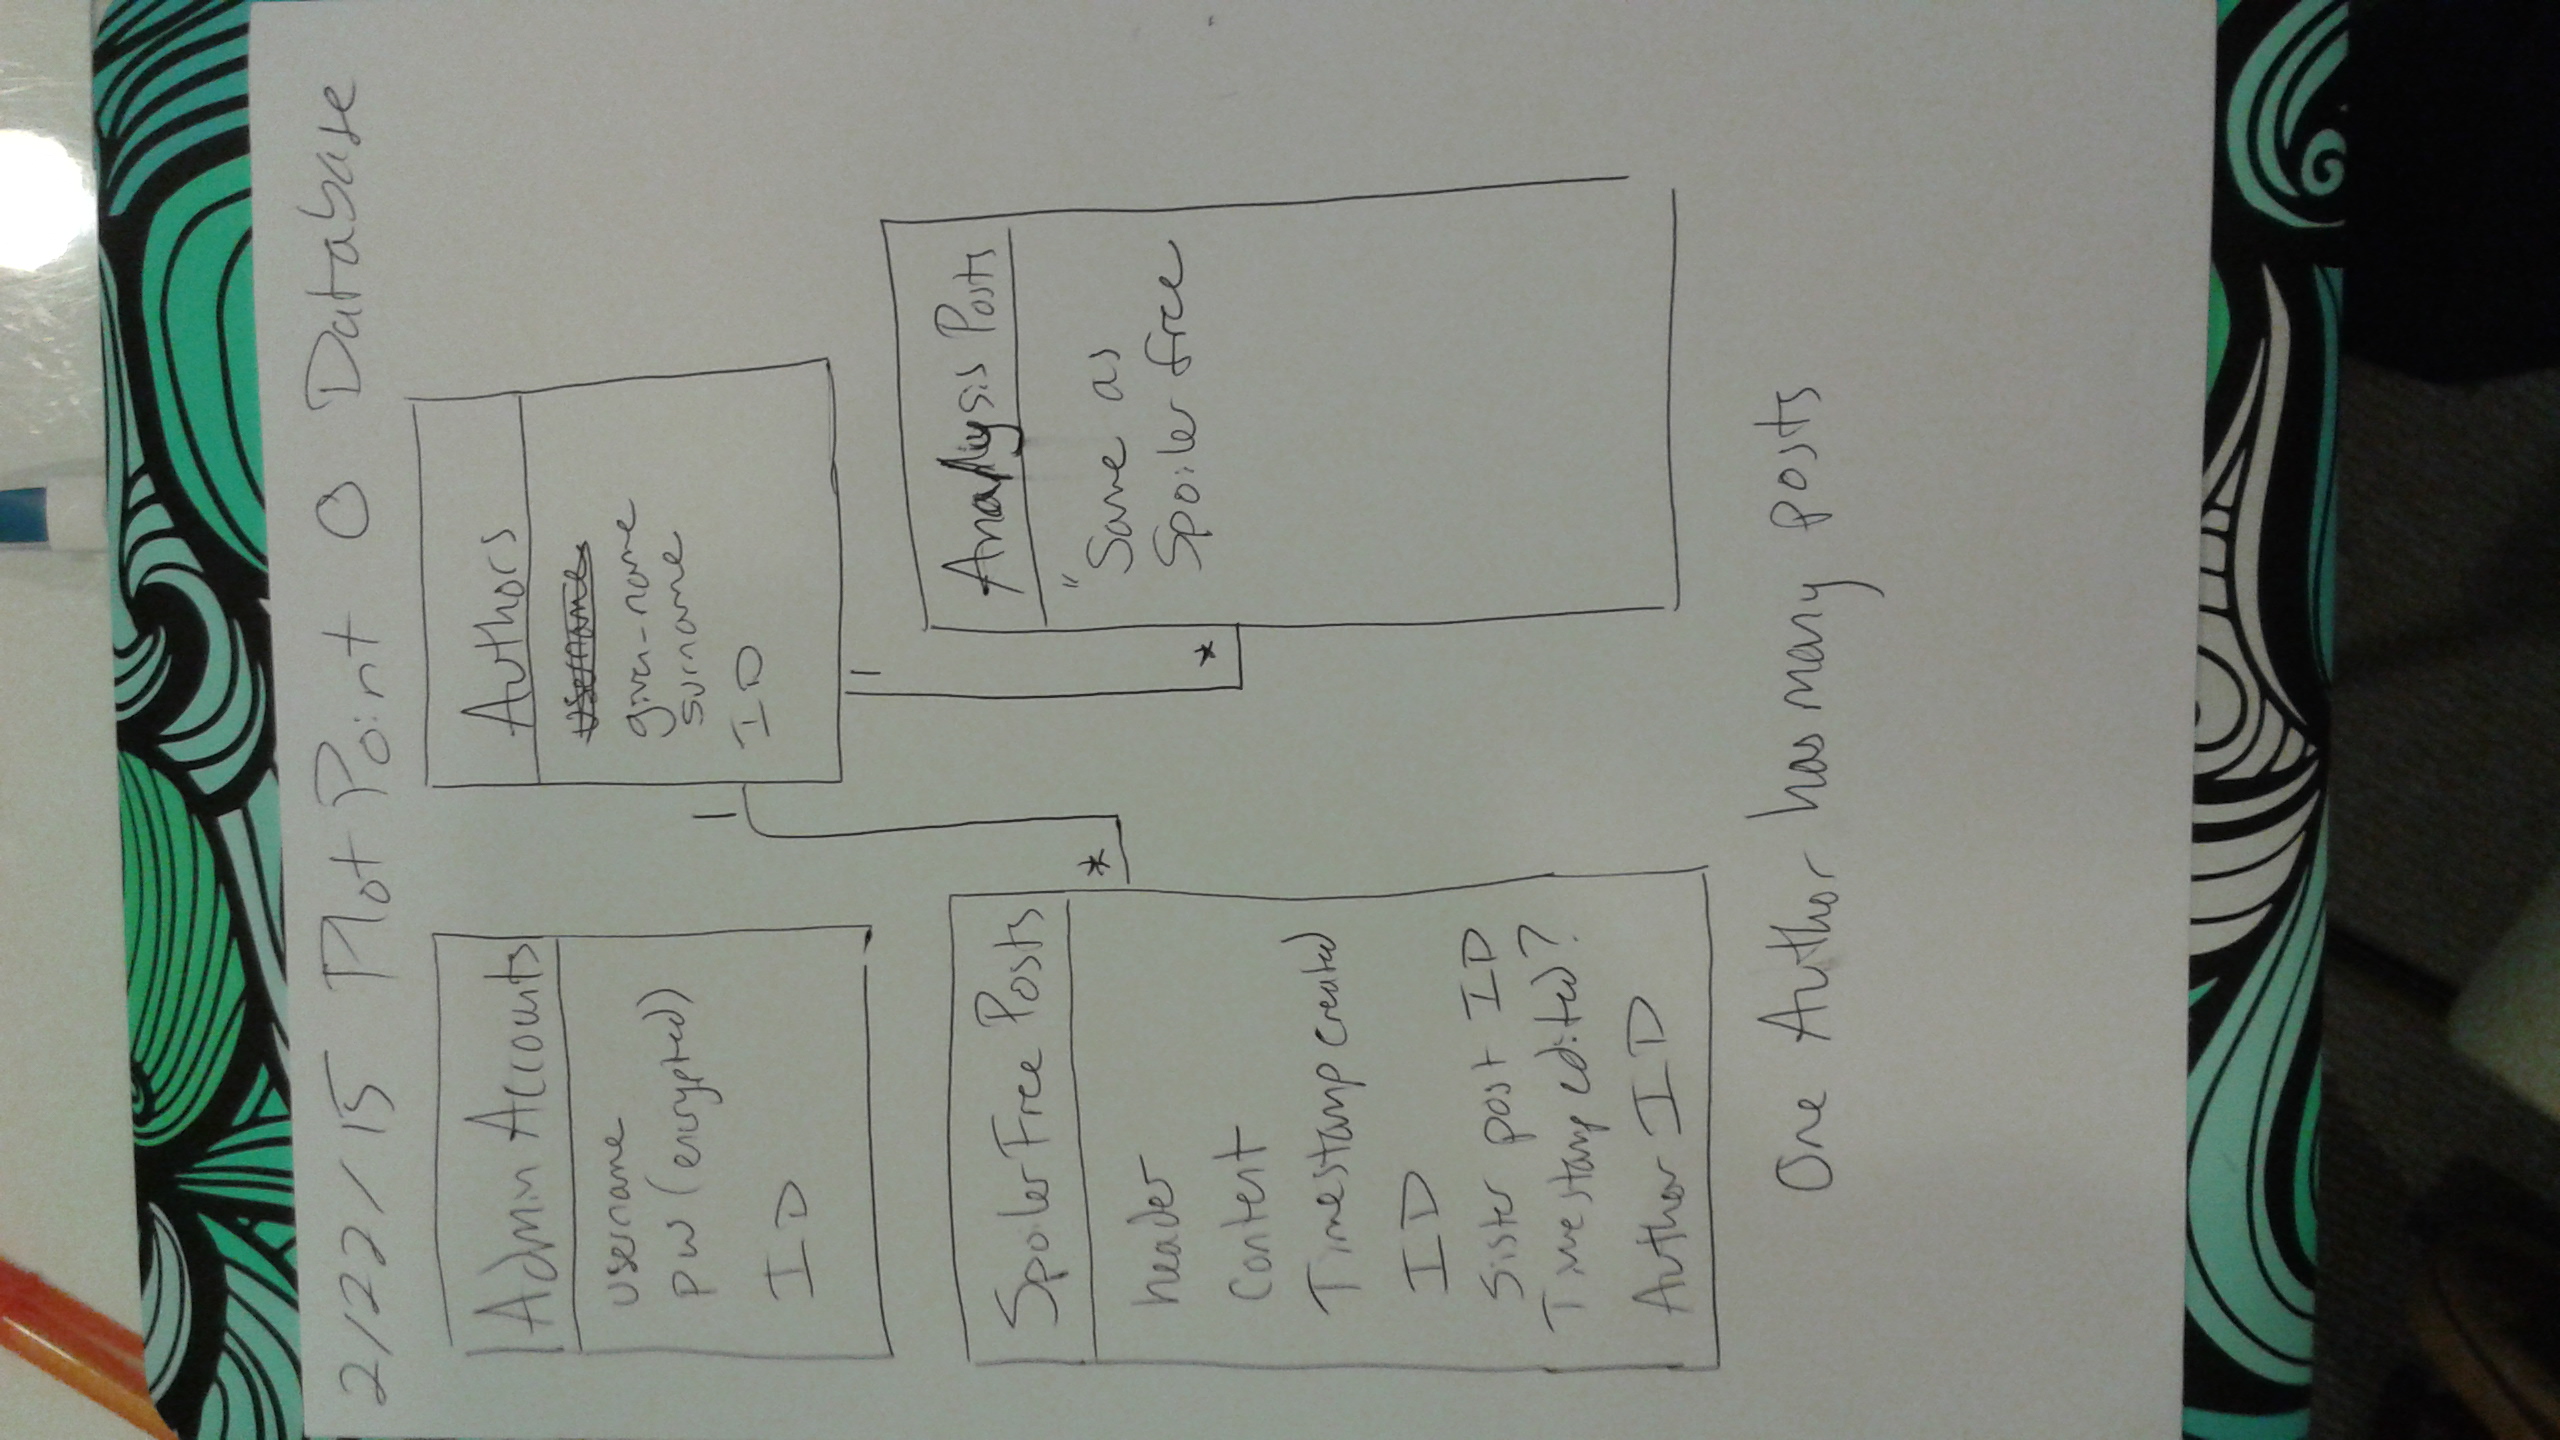 2/22/15 Plot Point O Database
Admin Accounts
username
pw (encrypted)
ID
Authors
username
given-name
surname
ID
1
*
1
*
Spoiler Free Posts
header
Content
Timestamp created
ID
Sister post ID
Timestamp edited?
Author ID
Analysis Posts
"Same as
Spoiler free
One Author has many posts